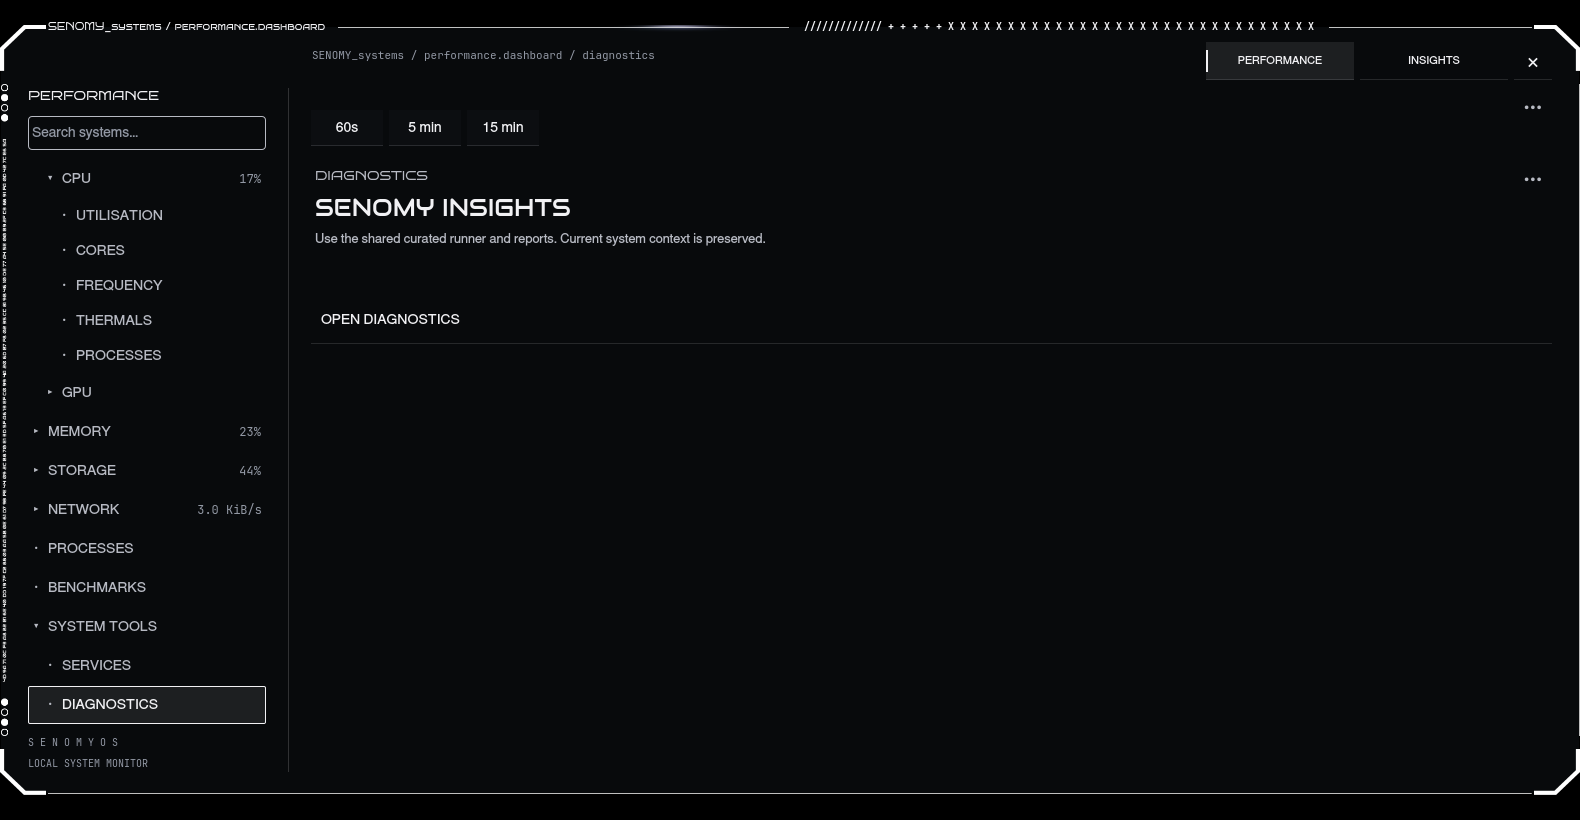 SENOMY_SYSTEMS / PERFORMANCE.DASHBOARD
///////////// + + + + + X X X X X X X X X X X X X X X X X X X X X X X X X X X X X X X
SENOMY_systems / performance.dashboard / diagnostics
PERFORMANCE
INSIGHTS
×
PERFORMANCE
Search systems...
▾ CPU 17%
· UTILISATION
· CORES
· FREQUENCY
· THERMALS
· PROCESSES
▸ GPU
▸ MEMORY 23%
▸ STORAGE 44%
▸ NETWORK 3.0 KiB/s
· PROCESSES
· BENCHMARKS
▾ SYSTEM TOOLS
· SERVICES
· DIAGNOSTICS
SENOMYOS
LOCAL SYSTEM MONITOR
60s 5 min 15 min
•••
DIAGNOSTICS
•••
SENOMY INSIGHTS
Use the shared curated runner and reports. Current system context is preserved.
OPEN DIAGNOSTICS